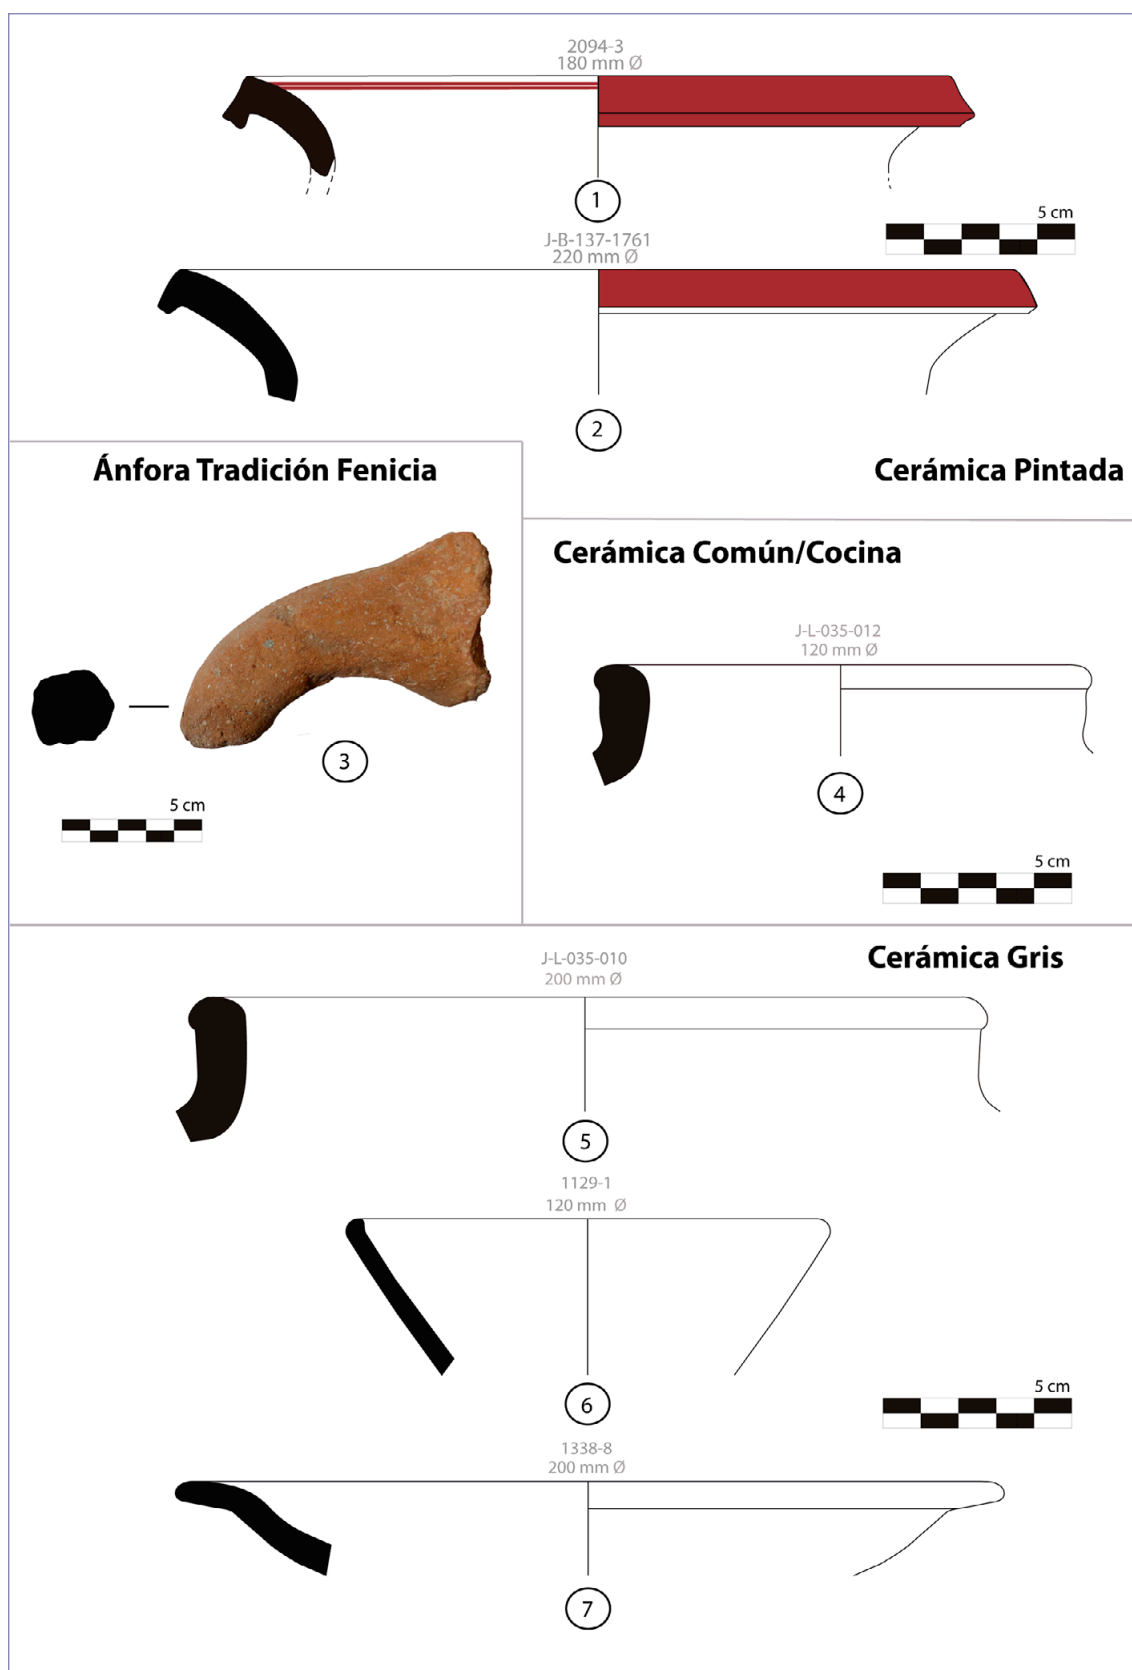 2094-3
180 mm Ø
1
5 cm
J-B-137-1761
220 mm Ø
2
Ánfora Tradición Fenicia
Cerámica Pintada
3
5 cm
Cerámica Común/Cocina
J-L-035-012
120 mm Ø
4
5 cm
Cerámica Gris
J-L-035-010
200 mm Ø
5
1129-1
120 mm Ø
6
5 cm
1338-8
200 mm Ø
7